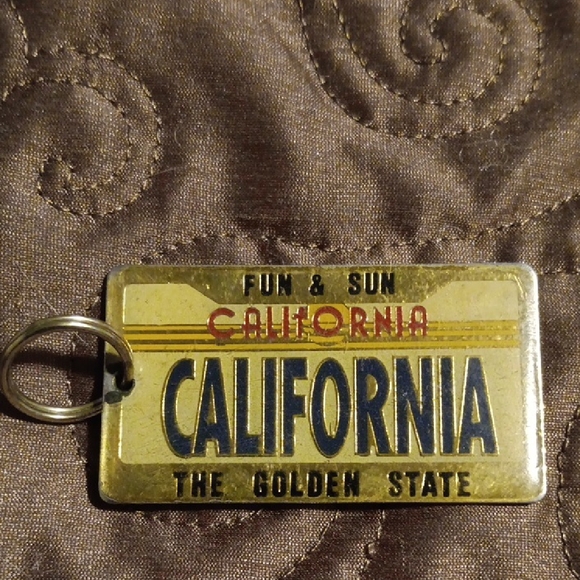 FUN & SUN
CALIFORNIA
CALIFORNIA
THE GOLDEN STATE